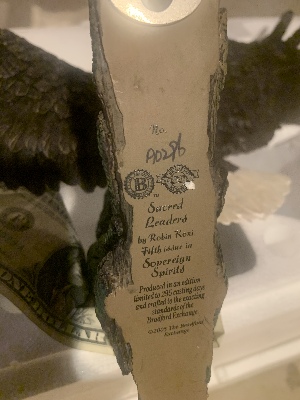 No.
A0286
B
TM
Sacred
Leaders
by Robin Koni
Fifth issue in
Sovereign
Spirits
Produced in an edition
limited to 295 casting days
and crafted to the exacting
standards of the
Bradford Exchange
The Bradford
Exchange